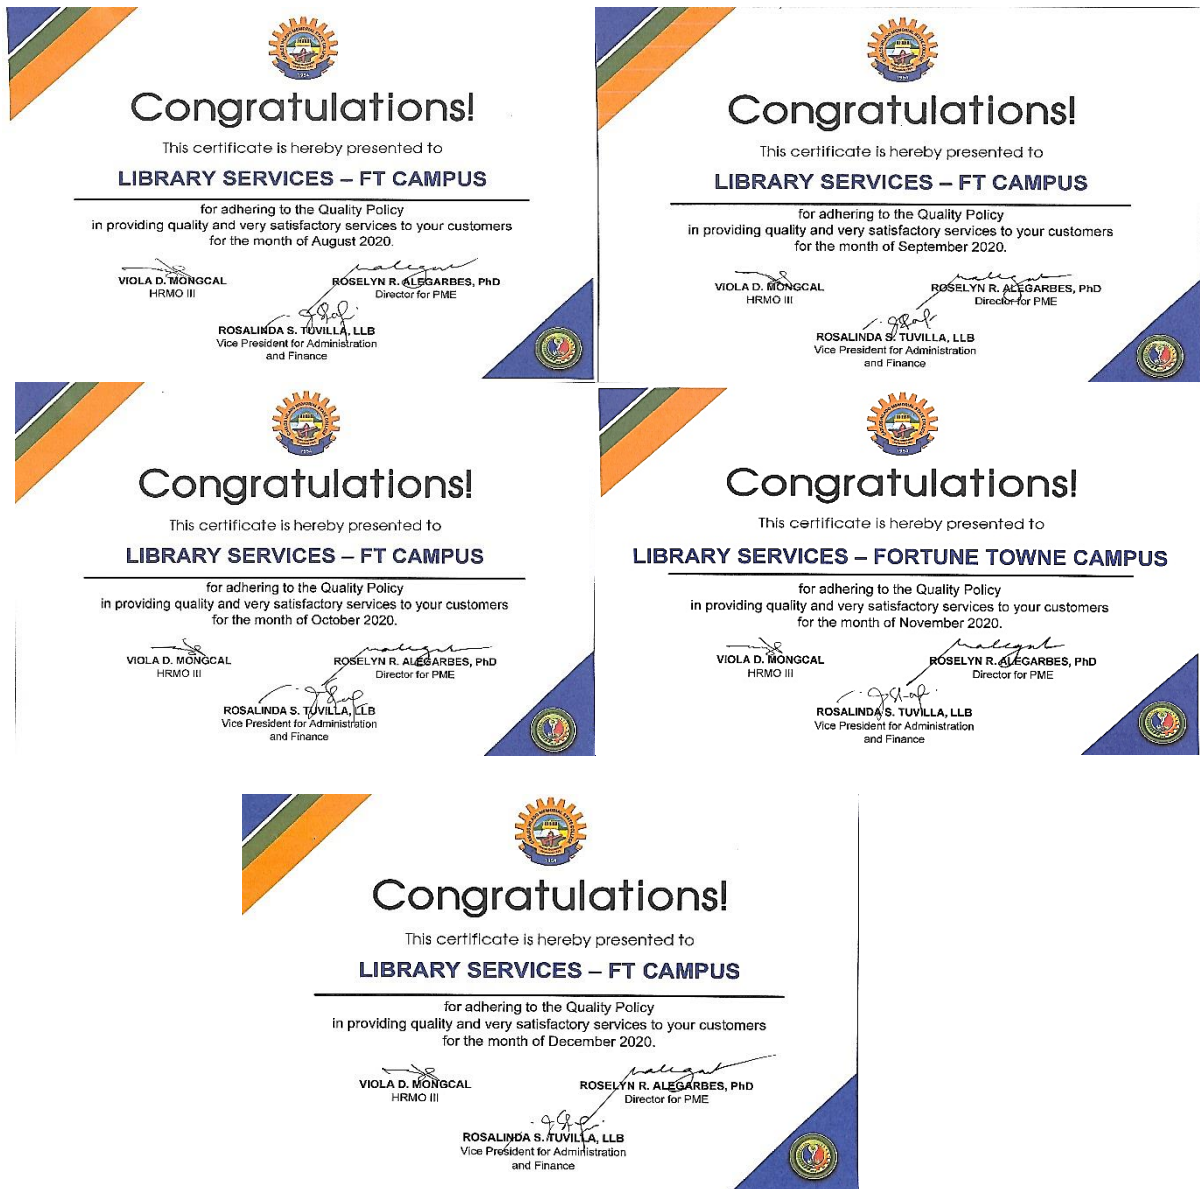 Congratulations!
This certificate is hereby presented to
LIBRARY SERVICES – FT CAMPUS
for adhering to the Quality Policy
in providing quality and very satisfactory services to your customers
for the month of August 2020.
VIOLA D. MONGCAL
HRMO III
ROSELYN R. ALEGARBES, PhD
Director for PME
ROSALINDA S. TUVILLA, LLB
Vice President for Administration
and Finance
1954
Congratulations!
This certificate is hereby presented to
LIBRARY SERVICES – FT CAMPUS
for adhering to the Quality Policy
in providing quality and very satisfactory services to your customers
for the month of September 2020.
VIOLA D. MONGCAL
HRMO III
ROSELYN R. ALEGARBES, PhD
Director for PME
ROSALINDA S. TUVILLA, LLB
Vice President for Administration
and Finance
1954
Congratulations!
This certificate is hereby presented to
LIBRARY SERVICES – FT CAMPUS
for adhering to the Quality Policy
in providing quality and very satisfactory services to your customers
for the month of October 2020.
VIOLA D. MONGCAL
HRMO III
ROSELYN R. ALEGARBES, PhD
Director for PME
ROSALINDA S. TUVILLA, LLB
Vice President for Administration
and Finance
1954
Congratulations!
This certificate is hereby presented to
LIBRARY SERVICES – FORTUNE TOWNE CAMPUS
for adhering to the Quality Policy
in providing quality and very satisfactory services to your customers
for the month of November 2020.
VIOLA D. MONGCAL
HRMO III
ROSELYN R. ALEGARBES, PhD
Director for PME
ROSALINDA S. TUVILLA, LLB
Vice President for Administration
and Finance
1954
Congratulations!
This certificate is hereby presented to
LIBRARY SERVICES – FT CAMPUS
for adhering to the Quality Policy
in providing quality and very satisfactory services to your customers
for the month of December 2020.
VIOLA D. MONGCAL
HRMO III
ROSELYN R. ALEGARBES, PhD
Director for PME
ROSALINDA S. TUVILLA, LLB
Vice President for Administration
and Finance